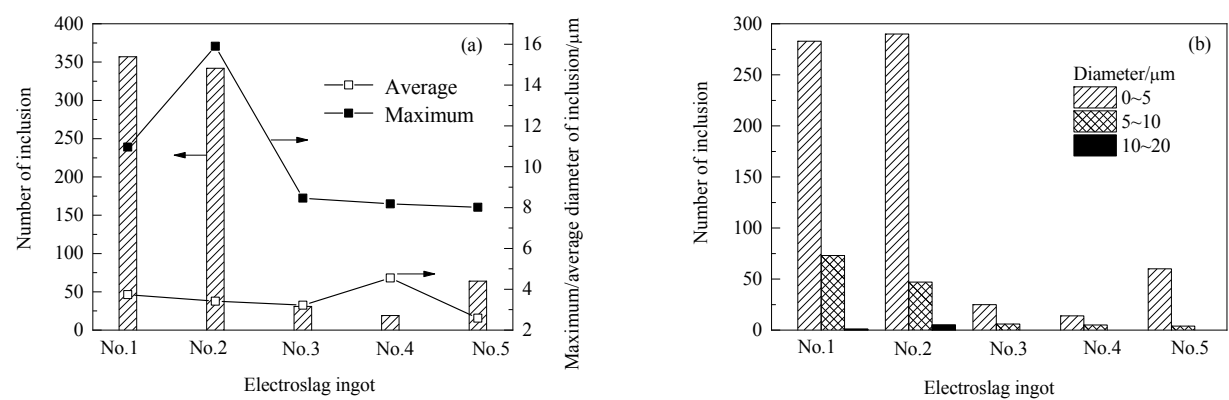 (a)
Average
Maximum
400
350
300
250
200
150
100
50
0
Number of inclusion
16
14
12
10
8
6
4
2
Maximum/average diameter of inclusion/μm
No.1 No.2 No.3 No.4 No.5
Electroslag ingot
(b)
Diameter/μm
0~5
5~10
10~20
300
250
200
150
100
50
0
Number of inclusion
No.1 No.2 No.3 No.4 No.5
Electroslag ingot